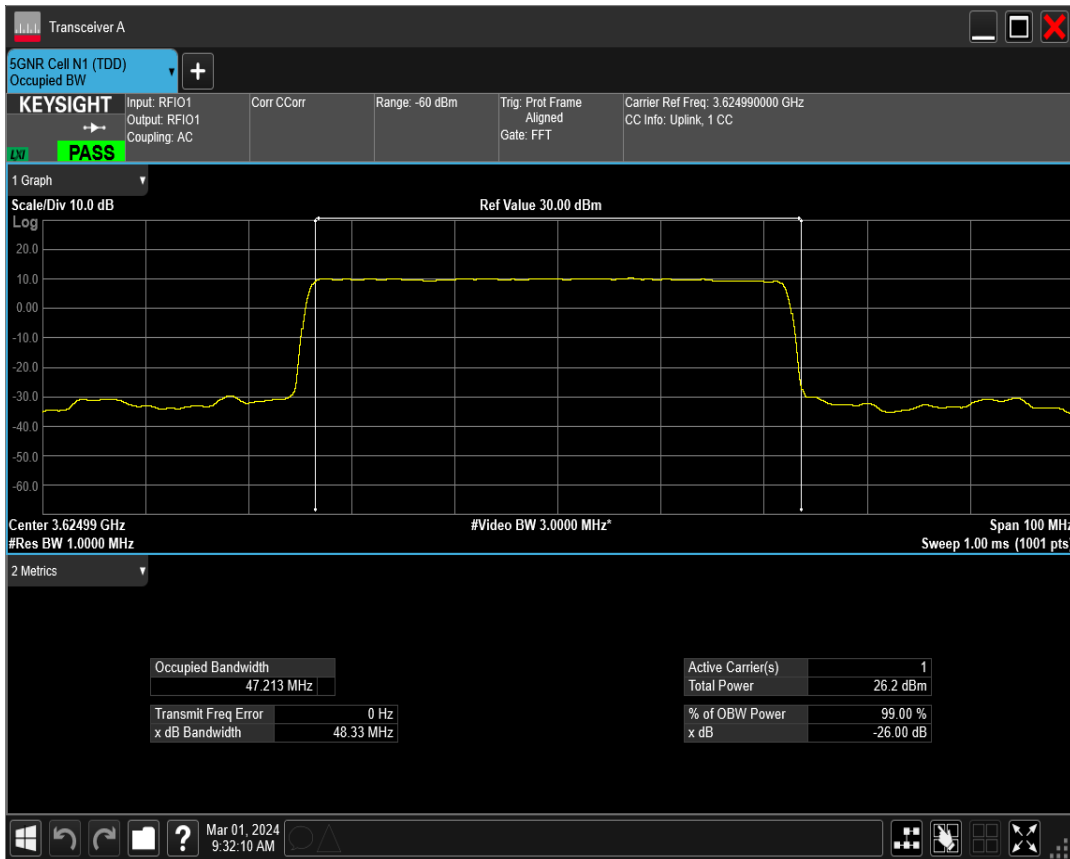 Transceiver A
5GNR Cell N1 (TDD)
Occupied BW
+
KEYSIGHT
LXI
PASS
Input: RFIO1
Output: RFIO1
Coupling: AC
Corr CCorr
Range: -60 dBm
Trig: Prot Frame
Aligned
Gate: FFT
Carrier Ref Freq: 3.624990000 GHz
CC Info: Uplink, 1 CC
1 Graph
Scale/Div 10.0 dB
Ref Value 30.00 dBm
Log
20.0
10.0
0.00
-10.0
-20.0
-30.0
-40.0
-50.0
-60.0
Center 3.62499 GHz
#Video BW 3.0000 MHz*
Span 100 MHz
#Res BW 1.0000 MHz
Sweep 1.00 ms (1001 pts)
2 Metrics
Occupied Bandwidth
47.213 MHz
Transmit Freq Error 0 Hz
x dB Bandwidth 48.33 MHz
Active Carrier(s) 1
Total Power 26.2 dBm
% of OBW Power 99.00 %
x dB -26.00 dB
?
Mar 01, 2024
9:32:10 AM